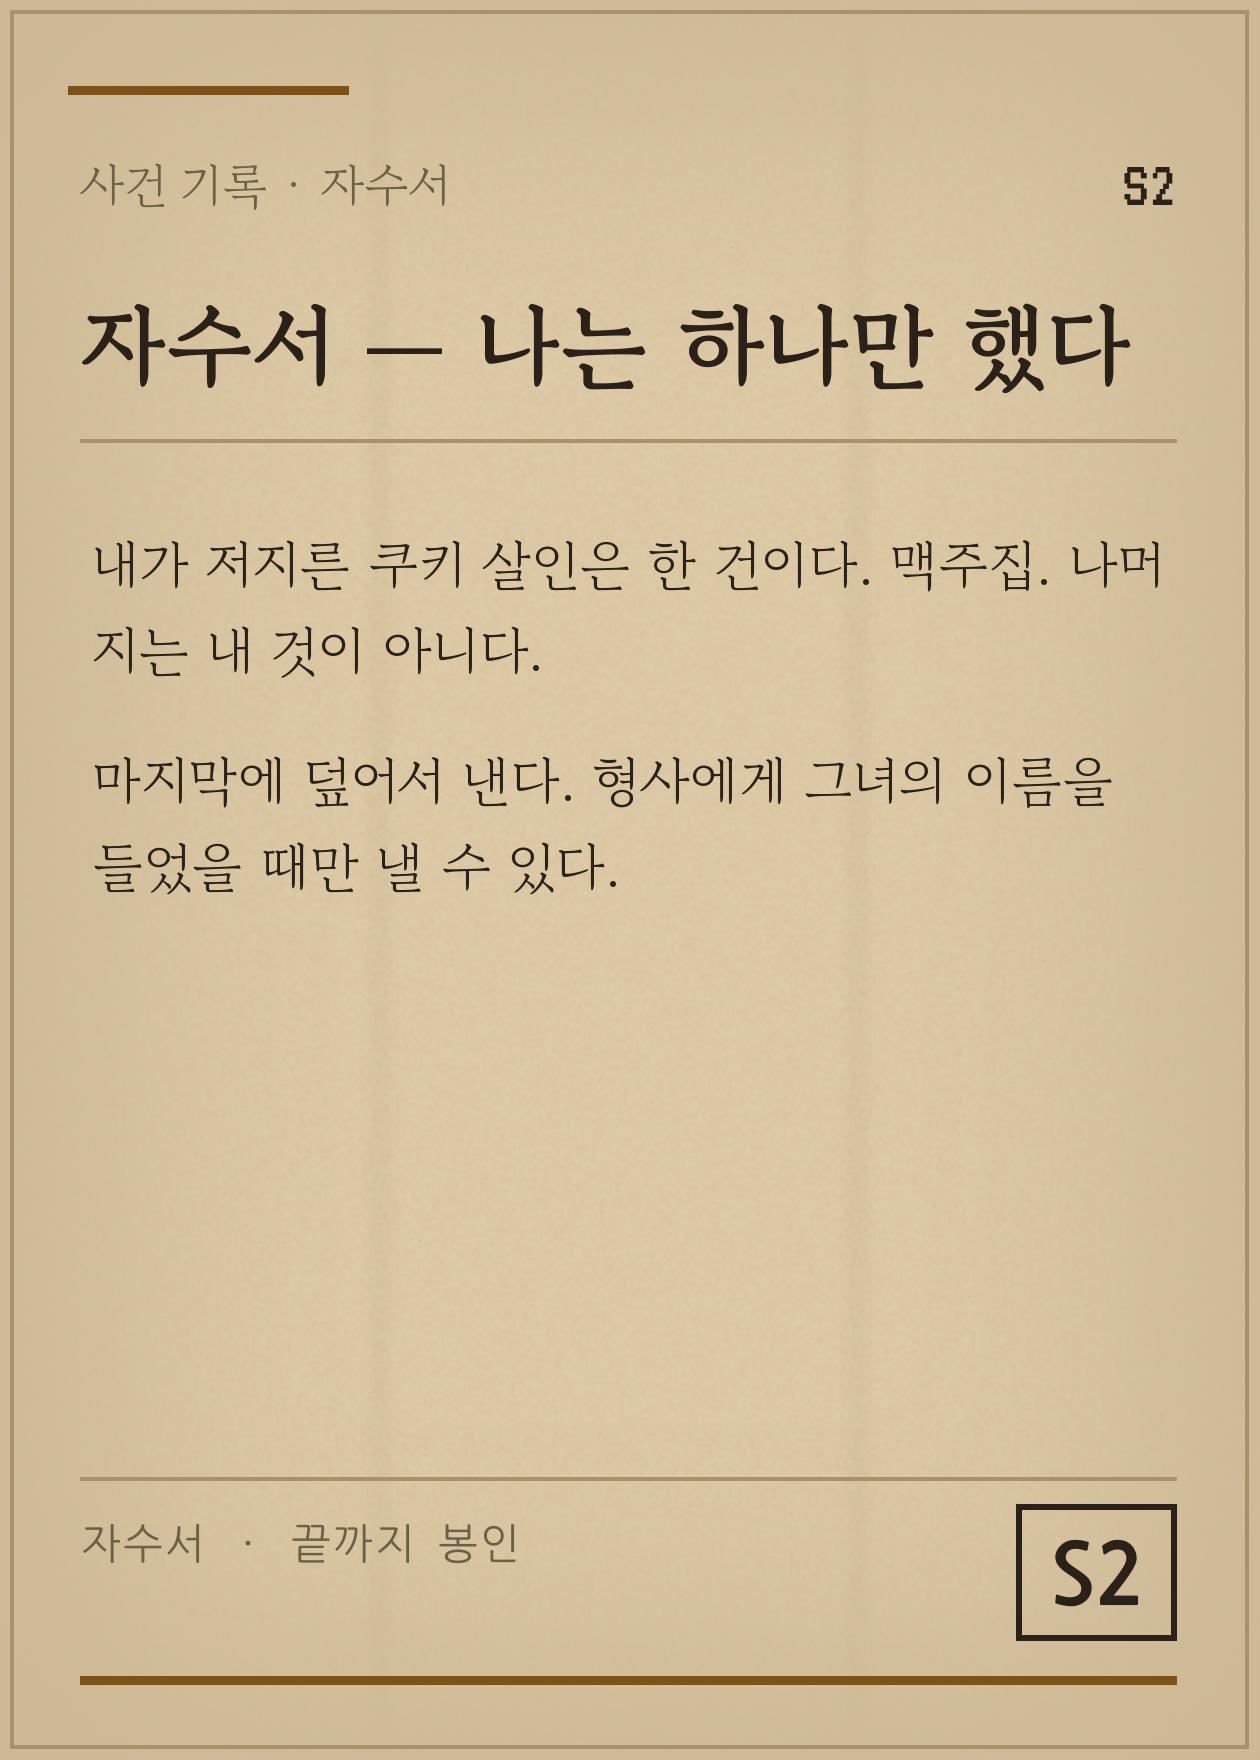 사건 기록 · 자수서
S2
자수서 — 나는 하나만 했다
내가 저지른 쿠키 살인은 한 건이다. 맥주집. 나머
지는 내 것이 아니다.
마지막에 덮어서 낸다. 형사에게 그녀의 이름을
들었을 때만 낼 수 있다.
자수서 · 끝까지 봉인
S2